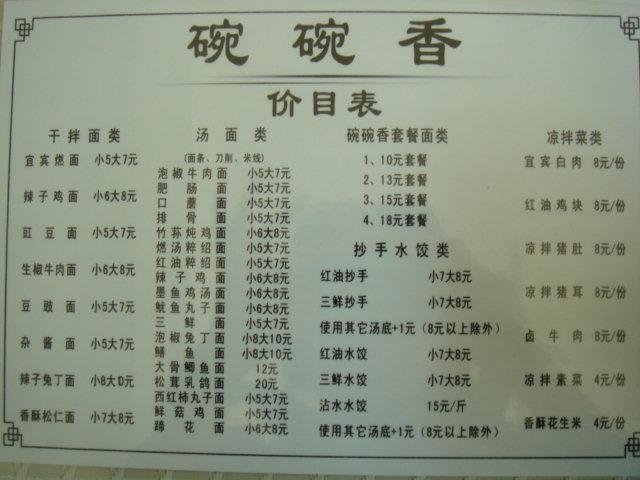 碗碗香
价目表
干拌面类
宜宾燃面 小5大7元
辣子鸡面 小6大8元
豇豆面 小5大7元
生椒牛肉面 小6大8元
豆豉面 小5大7元
杂酱面 小5大7元
辣子兔丁面 小8大10元
香酥松仁面 小7大8元
汤面类
(面条、刀削、米线)
泡椒牛肉面 小5大7元
肥肠面 小5大7元
口蘑面 小5大7元
排骨面 小5大7元
竹荪炖鸡面 小6大8元
燃汤粹绍面 小5大7元
红油粹绍面 小5大7元
辣子鸡面 小6大8元
墨鱼鸡汤面 小6大8元
鱿鱼丸子面 小6大8元
三鲜面 小5大7元
泡椒兔丁面 小8大10元
鳝鱼面 小8大10元
大骨鲫鱼面 12元
松茸乳鸽面 20元
西红柿丸子面 小5大7元
鲜菇鸡面 小5大7元
蹄花面 小6大8元
碗碗香套餐面类
1、10元套餐
2、13元套餐
3、15元套餐
4、18元套餐
抄手水饺类
红油抄手 小7大8元
三鲜抄手 小7大8元
使用其它汤底+1元（8元以上除外）
红油水饺 小7大8元
三鲜水饺 小7大8元
沾水水饺 15元/斤
使用其它汤底+1元（8元以上除外）
凉拌菜类
宜宾白肉 8元/份
红油鸡块 8元/份
凉拌猪肚 8元/份
凉拌猪耳 8元/份
卤牛肉 8元/份
凉拌素菜 4元/份
香酥花生米 4元/份